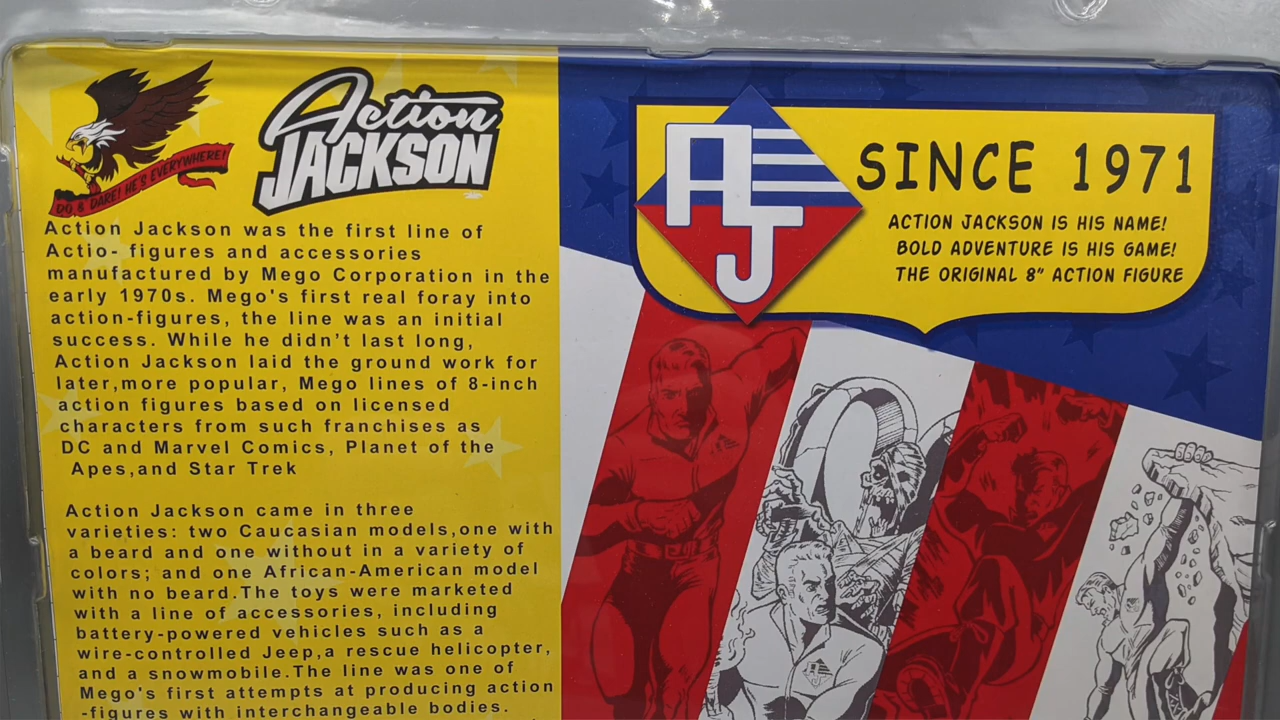 DO & DARE! HE'S EVERYWHERE!
Action
JACKSON
Action Jackson was the first line of
Actio- figures and accessories
manufactured by Mego Corporation in the
early 1970s. Mego's first real foray into
action-figures, the line was an initial
success. While he didn't last long,
Action Jackson laid the ground work for
later,more popular, Mego lines of 8-inch
action figures based on licensed
characters from such franchises as
DC and Marvel Comics, Planet of the
Apes,and Star Trek
Action Jackson came in three
varieties: two Caucasian models,one with
a beard and one without in a variety of
colors; and one African-American model
with no beard.The toys were marketed
with a line of accessories, including
battery-powered vehicles such as a
wire-controlled Jeep,a rescue helicopter,
and a snowmobile.The line was one of
Mego's first attempts at producing action
-figures with interchangeable bodies.
AJ
SINCE 1971
ACTION JACKSON IS HIS NAME!
BOLD ADVENTURE IS HIS GAME!
THE ORIGINAL 8" ACTION FIGURE